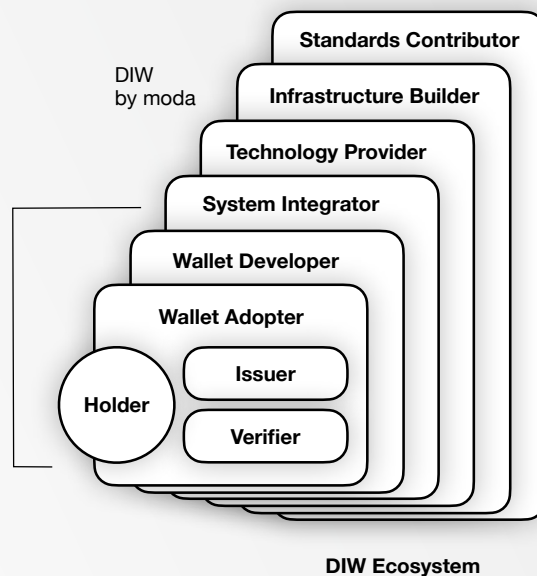 Standards Contributor
DIW
by moda
Infrastructure Builder
Technology Provider
System Integrator
Wallet Developer
Wallet Adopter
Issuer
Holder
Verifier
DIW Ecosystem